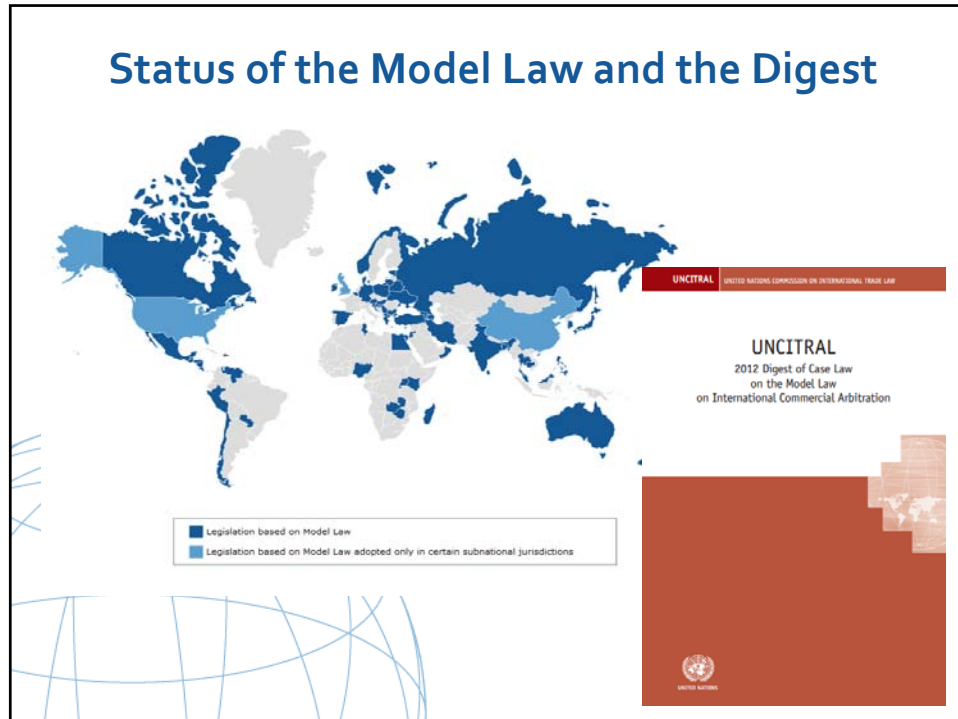 Status of the Model Law and the Digest
UNCITRAL UNITED NATIONS COMMISSION ON INTERNATIONAL TRADE LAW
UNCITRAL
2012 Digest of Case Law
on the Model Law
on International Commercial Arbitration
Legislation based on Model Law
Legislation based on Model Law adopted only in certain subnational jurisdictions
UNITED NATIONS